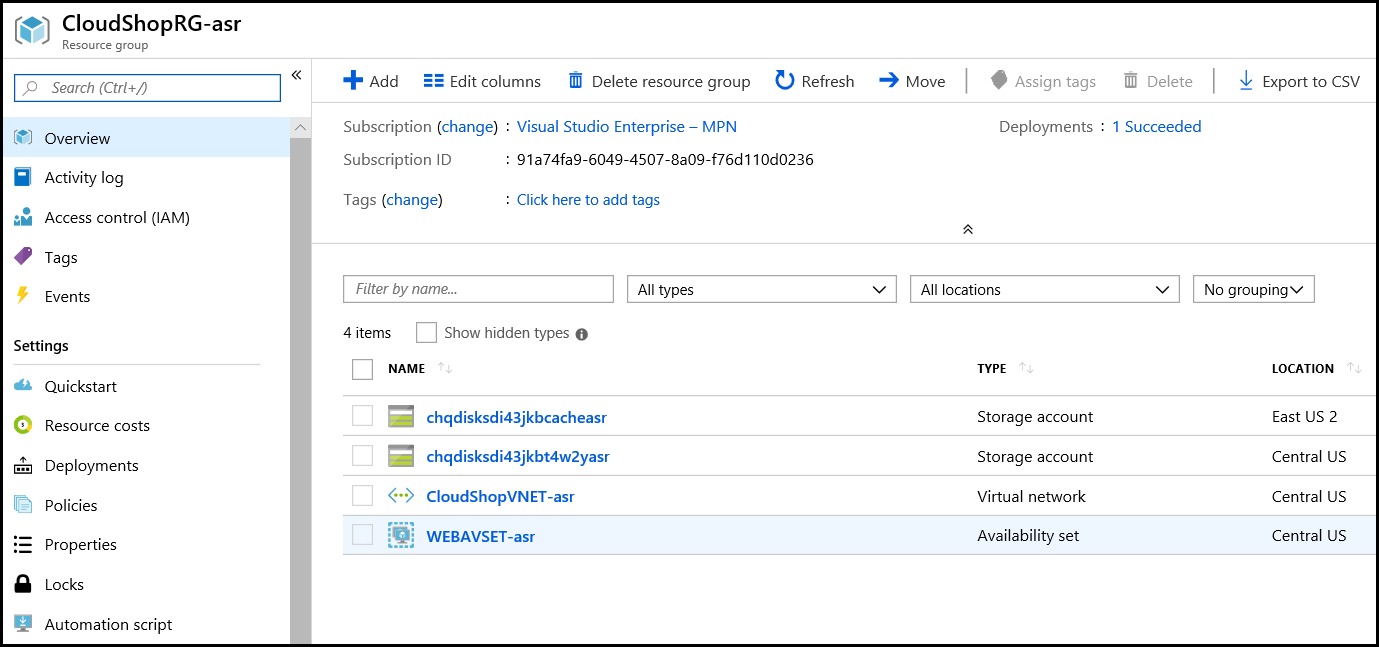 CloudShopRG-asr
Resource group
Search (Ctrl+/)
Overview
Activity log
Access control (IAM)
Tags
Events
Settings
Quickstart
Resource costs
Deployments
Policies
Properties
Locks
Automation script
Add Edit columns Delete resource group Refresh Move Assign tags Delete Export to CSV
Subscription (change) : Visual Studio Enterprise – MPN Deployments : 1 Succeeded
Subscription ID : 91a74fa9-6049-4507-8a09-f76d110d0236
Tags (change) : Click here to add tags
Filter by name... All types All locations No grouping
4 items Show hidden types
NAME TYPE LOCATION
chqdisksdi43jkbcacheasr Storage account East US 2
chqdisksdi43jkbt4w2yasr Storage account Central US
CloudShopVNET-asr Virtual network Central US
WEBAVSET-asr Availability set Central US